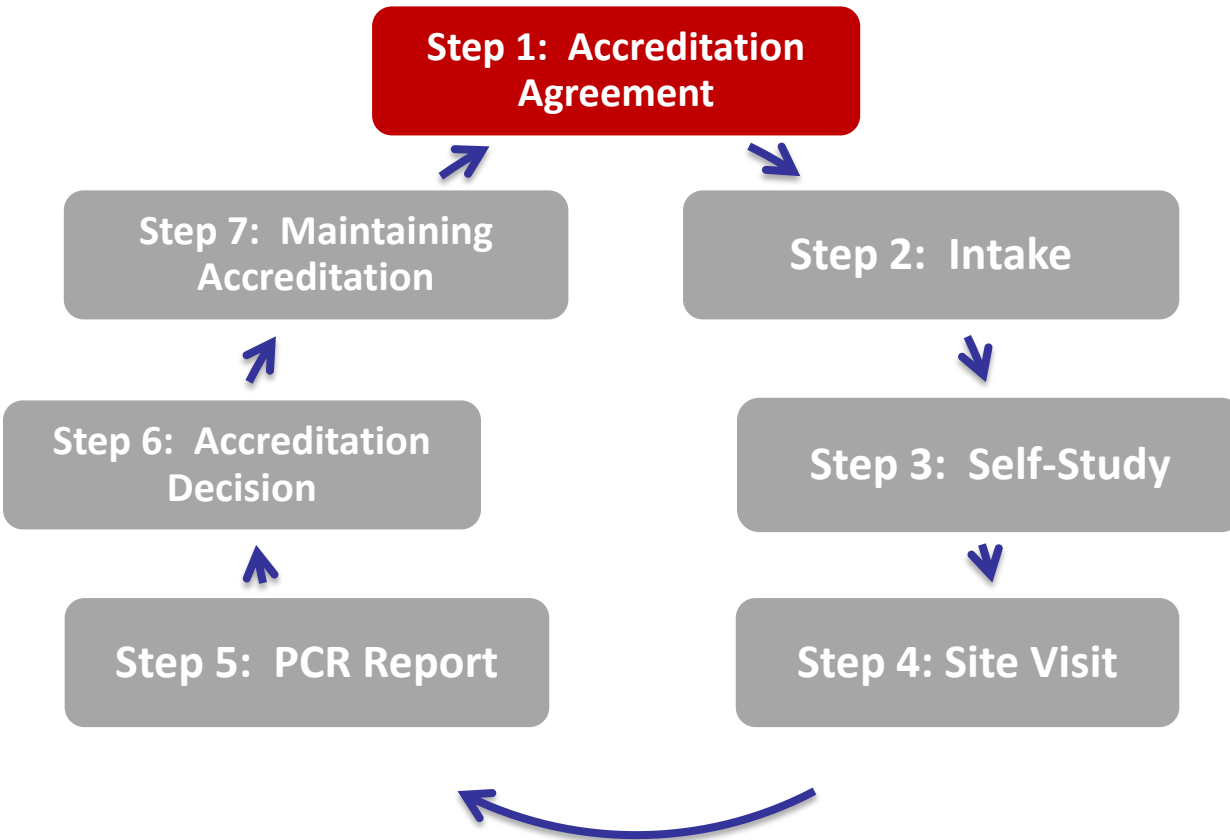 Step 1:  Accreditation
Agreement
Step 2:  Intake
Step 3:  Self-Study
Step 4: Site Visit
Step 5:  PCR Report
Step 6:  Accreditation
Decision
Step 7:  Maintaining
Accreditation